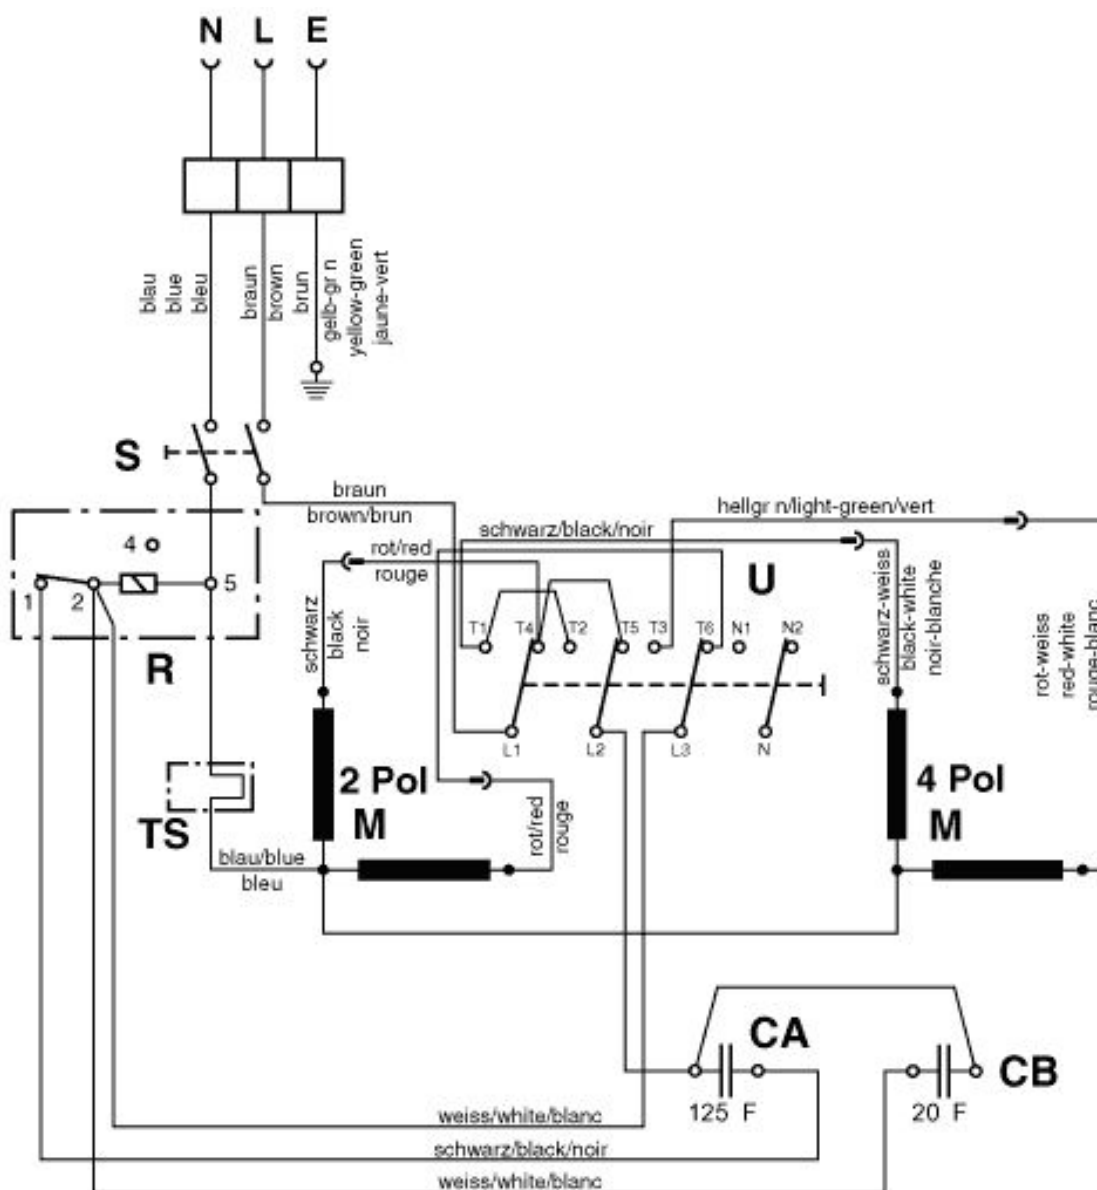 N L E
blau
blue
bleu
braun
brown
brun
gelb-gr n
yellow-green
jaune-vert
S
braun
brown/brun
hellgr n/light-green/vert
schwarz/black/noir
rot/red
rouge
4
1
2
5
R
U
schwarz
black
noir
T1 T4 T2 T5 T3 T6 N1 N2
schwarz-weiss
black-white
noir-blanche
rot-weiss
red-white
rouge-blanc
L1 L2 L3 N
2 Pol
M
4 Pol
M
TS
rot/red
rouge
blau/blue
bleu
CA
CB
125 F
20 F
weiss/white/blanc
schwarz/black/noir
weiss/white/blanc